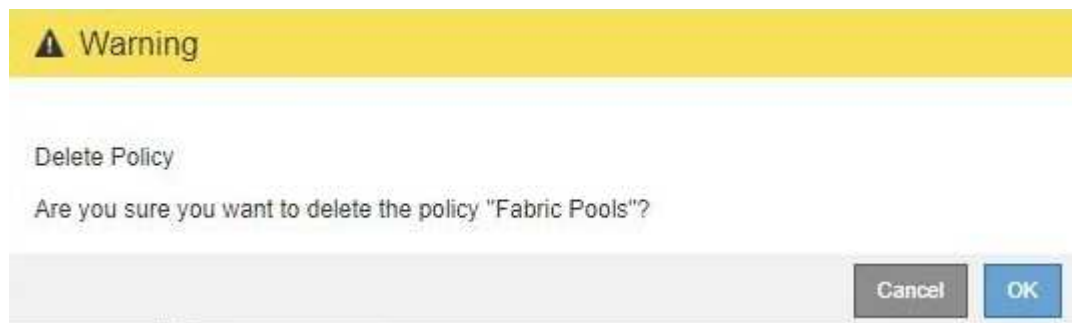 Warning
Delete Policy
Are you sure you want to delete the policy "Fabric Pools"?
Cancel
OK